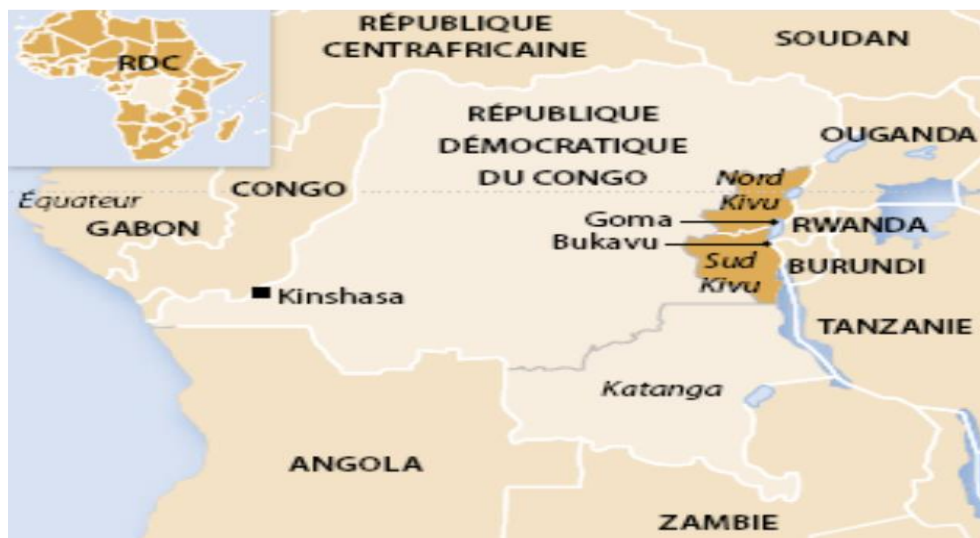 RDC
RÉPUBLIQUE
CENTRAFRICAINE
SOUDAN
RÉPUBLIQUE
DÉMOCRATIQUE
DU CONGO
OUGANDA
CONGO
Équateur
GABON
Nord
Kivu
Goma
RWANDA
Bukavu
Sud
Kivu
BURUNDI
Kinshasa
TANZANIE
Katanga
ANGOLA
ZAMBIE